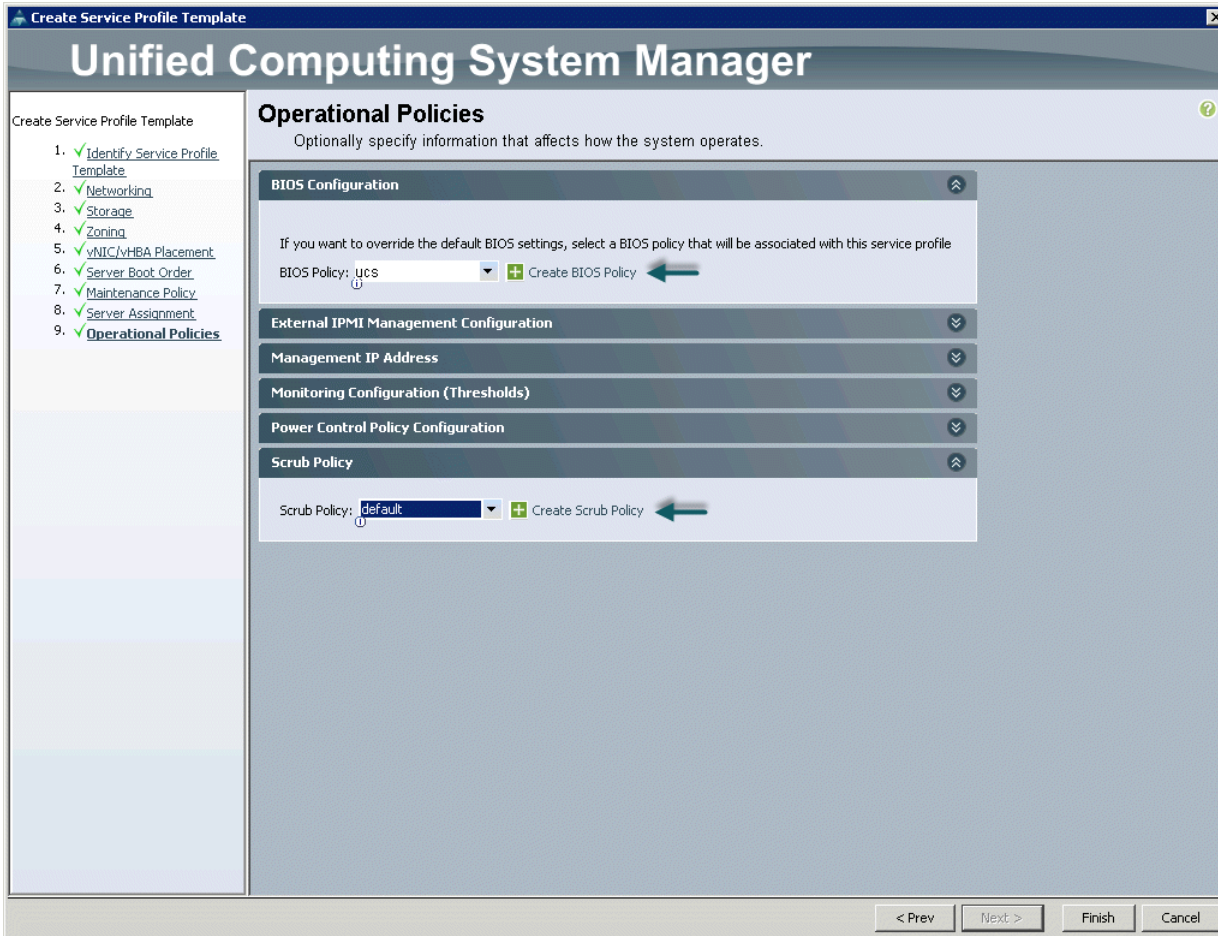 Create Service Profile Template
Unified Computing System Manager
Create Service Profile Template
1. Identify Service Profile
Template
2. Networking
3. Storage
4. Zoning
5. vNIC/vHBA Placement
6. Server Boot Order
7. Maintenance Policy
8. Server Assignment
9. Operational Policies
Operational Policies
Optionally specify information that affects how the system operates.
BIOS Configuration
If you want to override the default BIOS settings, select a BIOS policy that will be associated with this service profile
BIOS Policy: ucs Create BIOS Policy
External IPMI Management Configuration
Management IP Address
Monitoring Configuration (Thresholds)
Power Control Policy Configuration
Scrub Policy
Scrub Policy: default Create Scrub Policy
< Prev Next > Finish Cancel